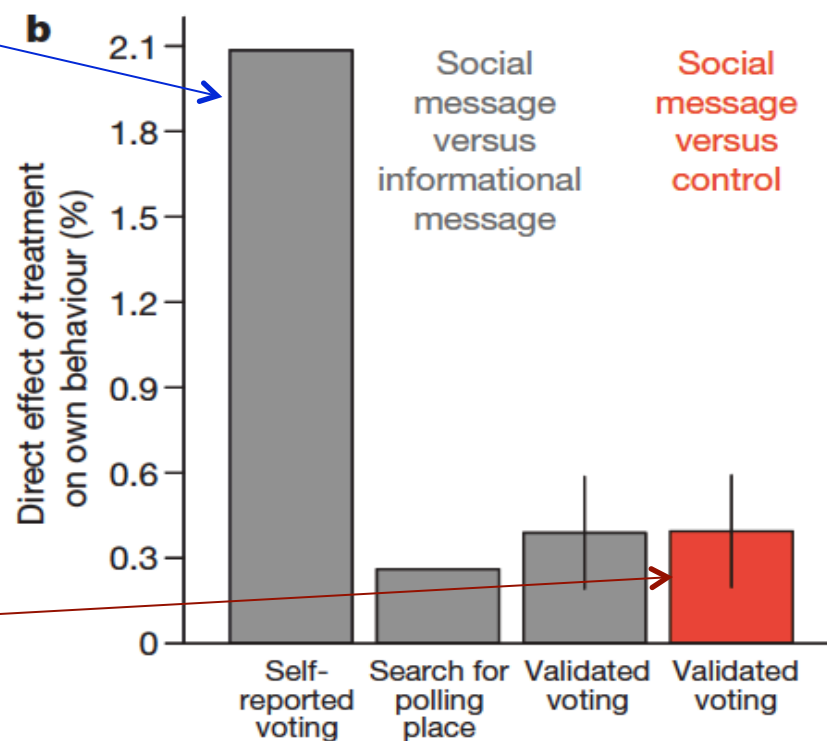 b
Direct effect of treatment
on own behaviour (%)
2.1
1.8
1.5
1.2
0.9
0.6
0.3
0
Social
message
versus
informational
message
Social
message
versus
control
Self-
reported
voting
Search for
polling
place
Validated
voting
Validated
voting